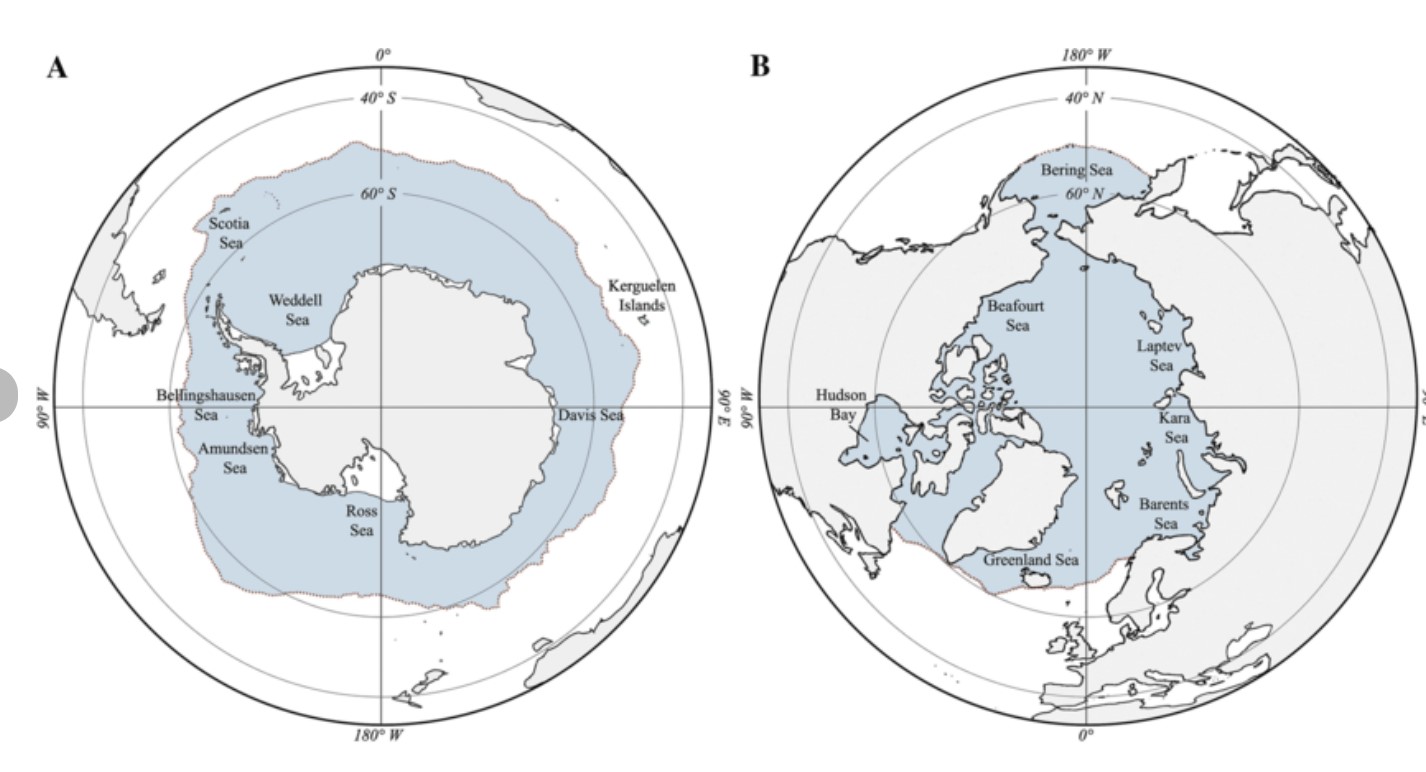 A
0°
40° S
60° S
Scotia
Sea
Weddell
Sea
Kerguelen
Islands
90° W
Bellingshausen
Sea
Davis Sea
90° E
Amundsen
Sea
Ross
Sea
180° W
B
180° W
40° N
Bering Sea
60° N
Beafourt
Sea
Laptev
Sea
Hudson
Bay
90° W
Kara
Sea
Barents
Sea
Greenland Sea
0°